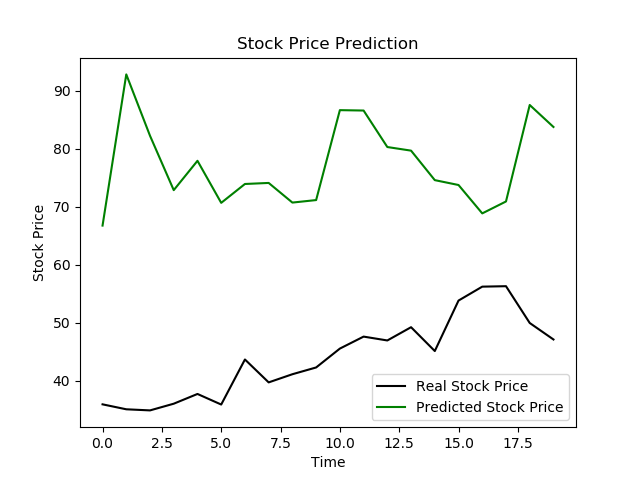 Stock Price Prediction
90
80
70
60
50
40
Stock Price
Real Stock Price
Predicted Stock Price
0.0 2.5 5.0 7.5 10.0 12.5 15.0 17.5
Time